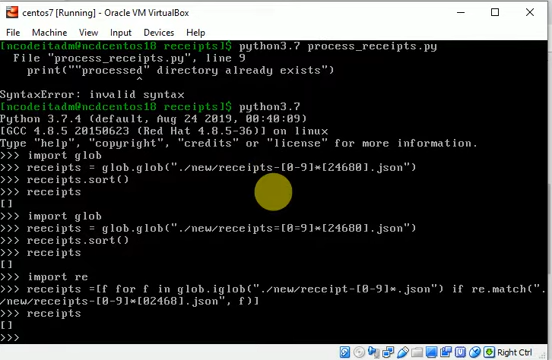 centos7 [Running] - Oracle VM VirtualBox
File Machine View Input Devices Help
[ncodeitadm@ncdcentos18 receipts]$ python3.7 process_receipts.py
File "process_receipts.py", line 9
print(""processed" directory already exists")
^
SyntaxError: invalid syntax
[ncodeitadm@ncdcentos18 receipts]$ python3.7
Python 3.7.4 (default, Aug 24 2019, 00:40:09)
[GCC 4.8.5 20150623 (Red Hat 4.8.5-36)] on linux
Type "help", "copyright", "credits" or "license" for more information.
>>> import glob
>>> receipts = glob.glob("./new/receipts-[0-9]*[24680].json")
>>> receipts.sort()
>>> receipts
[]
>>> import glob
>>> reecipts = glob.glob("./new/receipts=[0=9]*[24680].json")
>>> receipts.sort()
>>> receipts
[]
>>> import re
>>> receipts =[f for f in glob.iglob("./new/receipt-[0-9]*.json") if re.match(".
/new/receipts-[0-9]*[02468].json", f)]
>>> receipts
[]
>>>
Right Ctrl